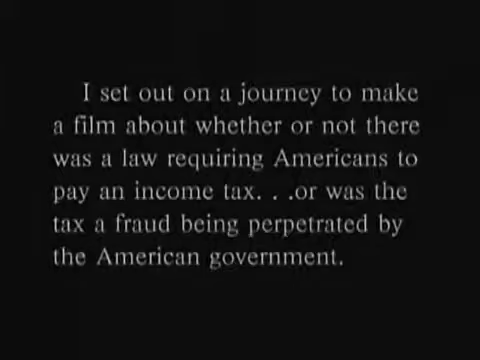 I set out on a journey to make
a film about whether or not there
was a law requiring Americans to
pay an income tax. . .or was the
tax a fraud being perpetrated by
the American government.